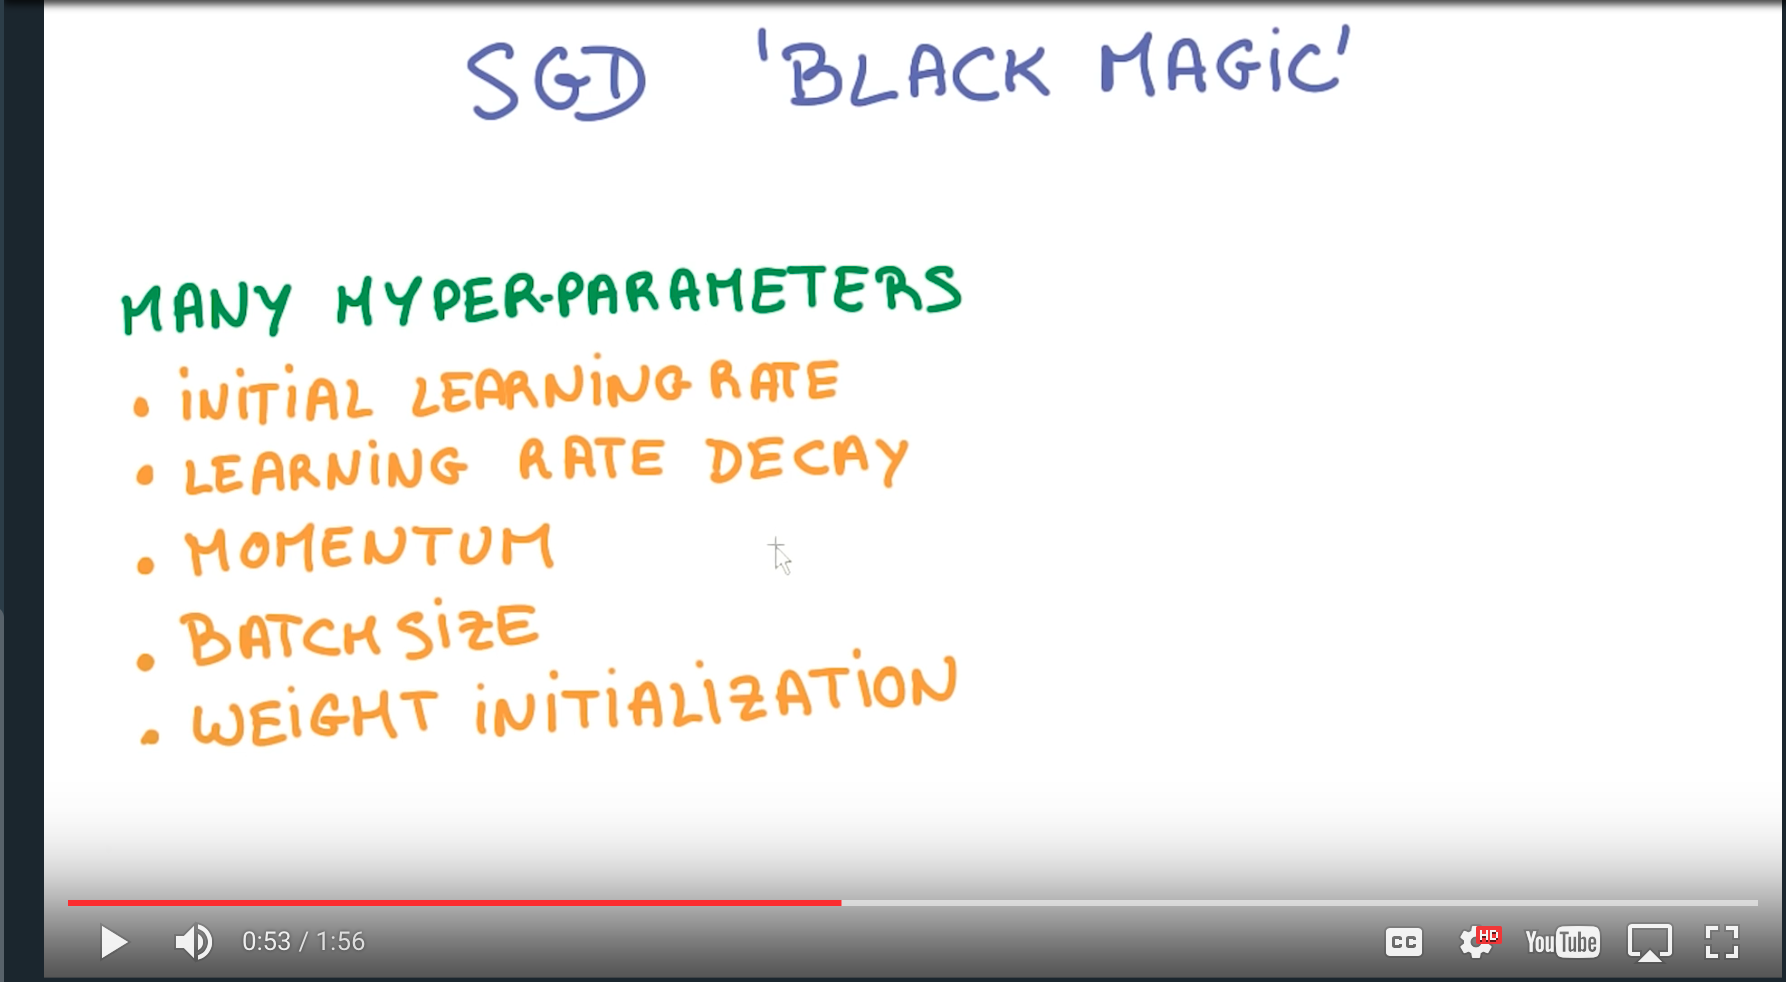 SGD 'BLACK MAGiC'
MANY HYPER-PARAMETERS
• iNiTiAL LEARNiNG RATE
• LEARNiNG RATE DECAY
• MOMENTUM
• BATCH SiZE
• WEiGHT iNiTiALiZATiON
0:53 / 1:56
CC
HD
YouTube